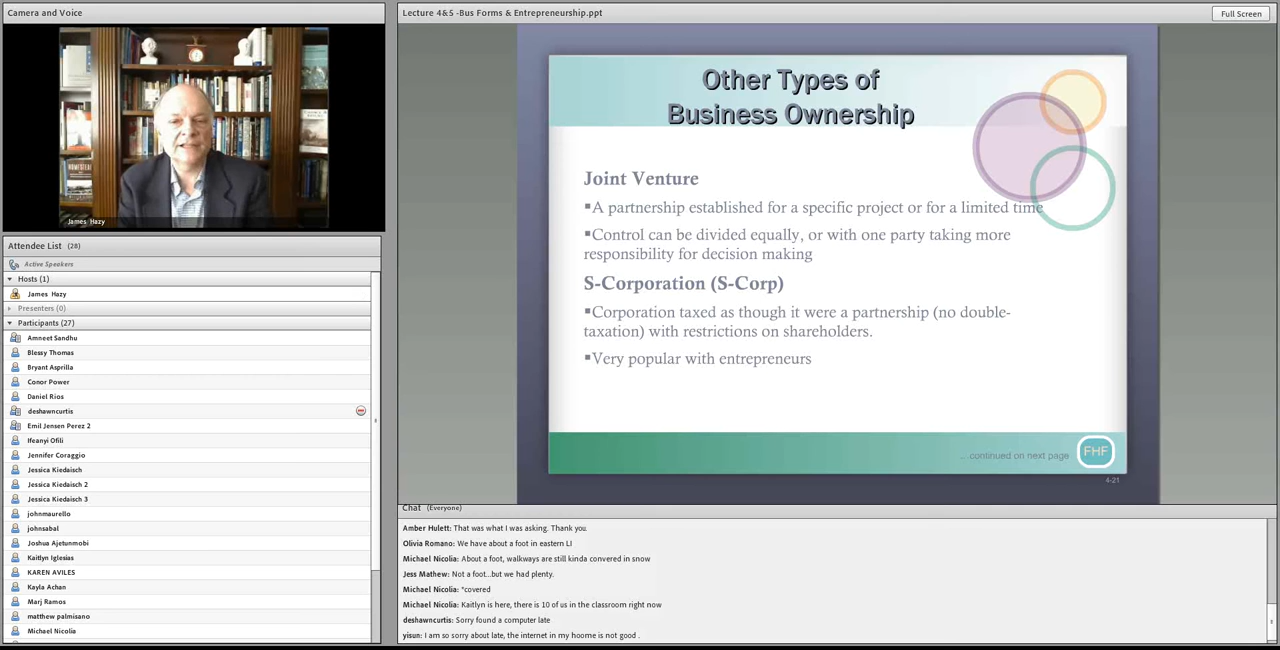 Camera and Voice
James Hazy
Attendee List (28)
Active Speakers
Hosts (1)
James Hazy
Presenters (0)
Participants (27)
Amneet Sandhu
Blessy Thomas
Bryant Asprilla
Conor Power
Daniel Rios
deshawncurtis
Emil Jensen Perez 2
Ifeanyi Ofili
Jennifer Coraggio
Jessica Kiedaisch
Jessica Kiedaisch 2
Jessica Kiedaisch 3
johnmaurello
johnsabal
Joshua Ajetunmobi
Kaitlyn Iglesias
KAREN AVILES
Kayla Achan
Marj Ramos
matthew palmisano
Michael Nicolia
Lecture 4&5 -Bus Forms & Entrepreneurship.ppt
Full Screen
Other Types of
Business Ownership
Joint Venture
▪A partnership established for a specific project or for a limited time
▪Control can be divided equally, or with one party taking more
responsibility for decision making
S-Corporation (S-Corp)
▪Corporation taxed as though it were a partnership (no double-
taxation) with restrictions on shareholders.
▪Very popular with entrepreneurs
... continued on next page
FHF
4-21
Chat (Everyone)
Amber Hulett: That was what I was asking. Thank you.
Olivia Romano: We have about a foot in eastern LI
Michael Nicolia: About a foot, walkways are still kinda convered in snow
Jess Mathew: Not a foot...but we had plenty.
Michael Nicolia: *covered
Michael Nicolia: Kaitlyn is here, there is 10 of us in the classroom right now
deshawncurtis: Sorry found a computer late
yisun: I am so sorry about late, the internet in my hoome is not good .